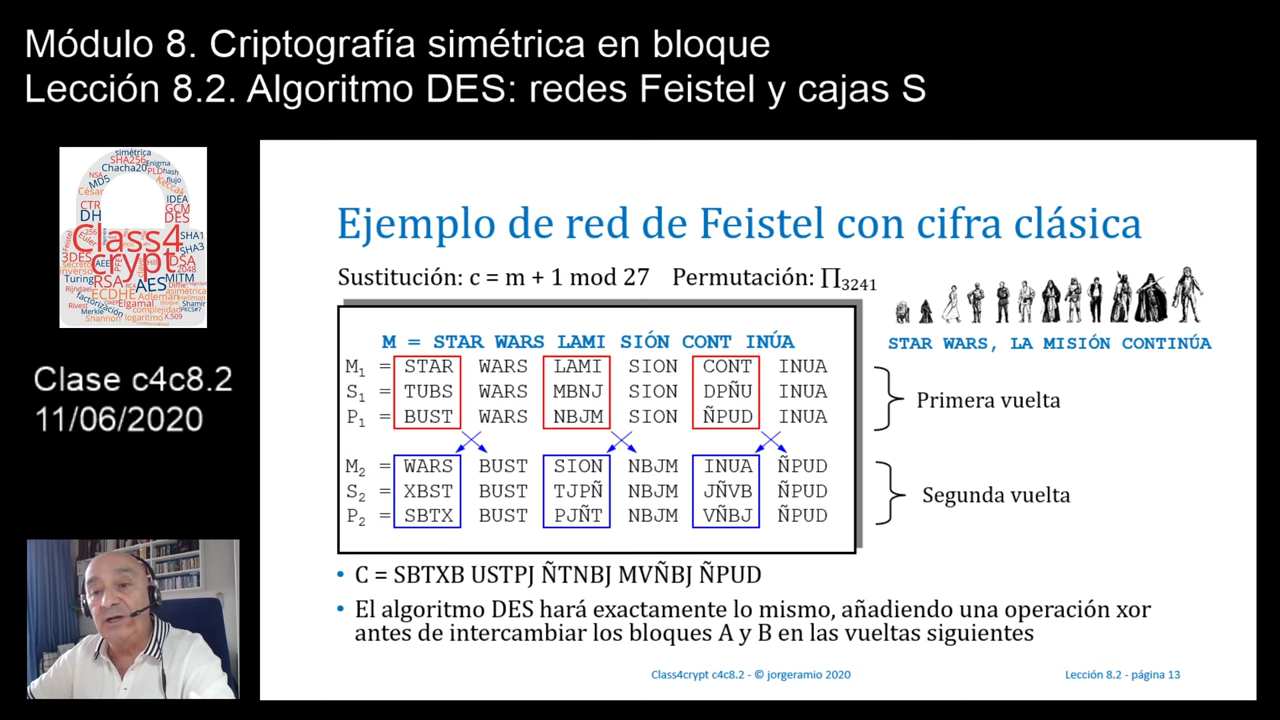 Módulo 8. Criptografía simétrica en bloque
Lección 8.2. Algoritmo DES: redes Feistel y cajas S
Class4
crypt
Clase c4c8.2
11/06/2020
Ejemplo de red de Feistel con cifra clásica
Sustitución: c = m + 1 mod 27 Permutación: ∏3241
M = STAR WARS LAMI SIÓN CONT INÚA
M1 = STAR WARS LAMI SION CONT INUA
S1 = TUBS WARS MBNJ SION DPÑU INUA
P1 = BUST WARS NBJM SION ÑPUD INUA
M2 = WARS BUST SION NBJM INUA ÑPUD
S2 = XBST BUST TJPÑ NBJM JÑVB ÑPUD
P2 = SBTX BUST PJÑT NBJM VÑBJ ÑPUD
STAR WARS, LA MISIÓN CONTINÚA
Primera vuelta
Segunda vuelta
• C = SBTXB USTPJ ÑTNBJ MVÑBJ ÑPUD
• El algoritmo DES hará exactamente lo mismo, añadiendo una operación xor
antes de intercambiar los bloques A y B en las vueltas siguientes
Class4crypt c4c8.2 - © jorgeramio 2020
Lección 8.2 - página 13